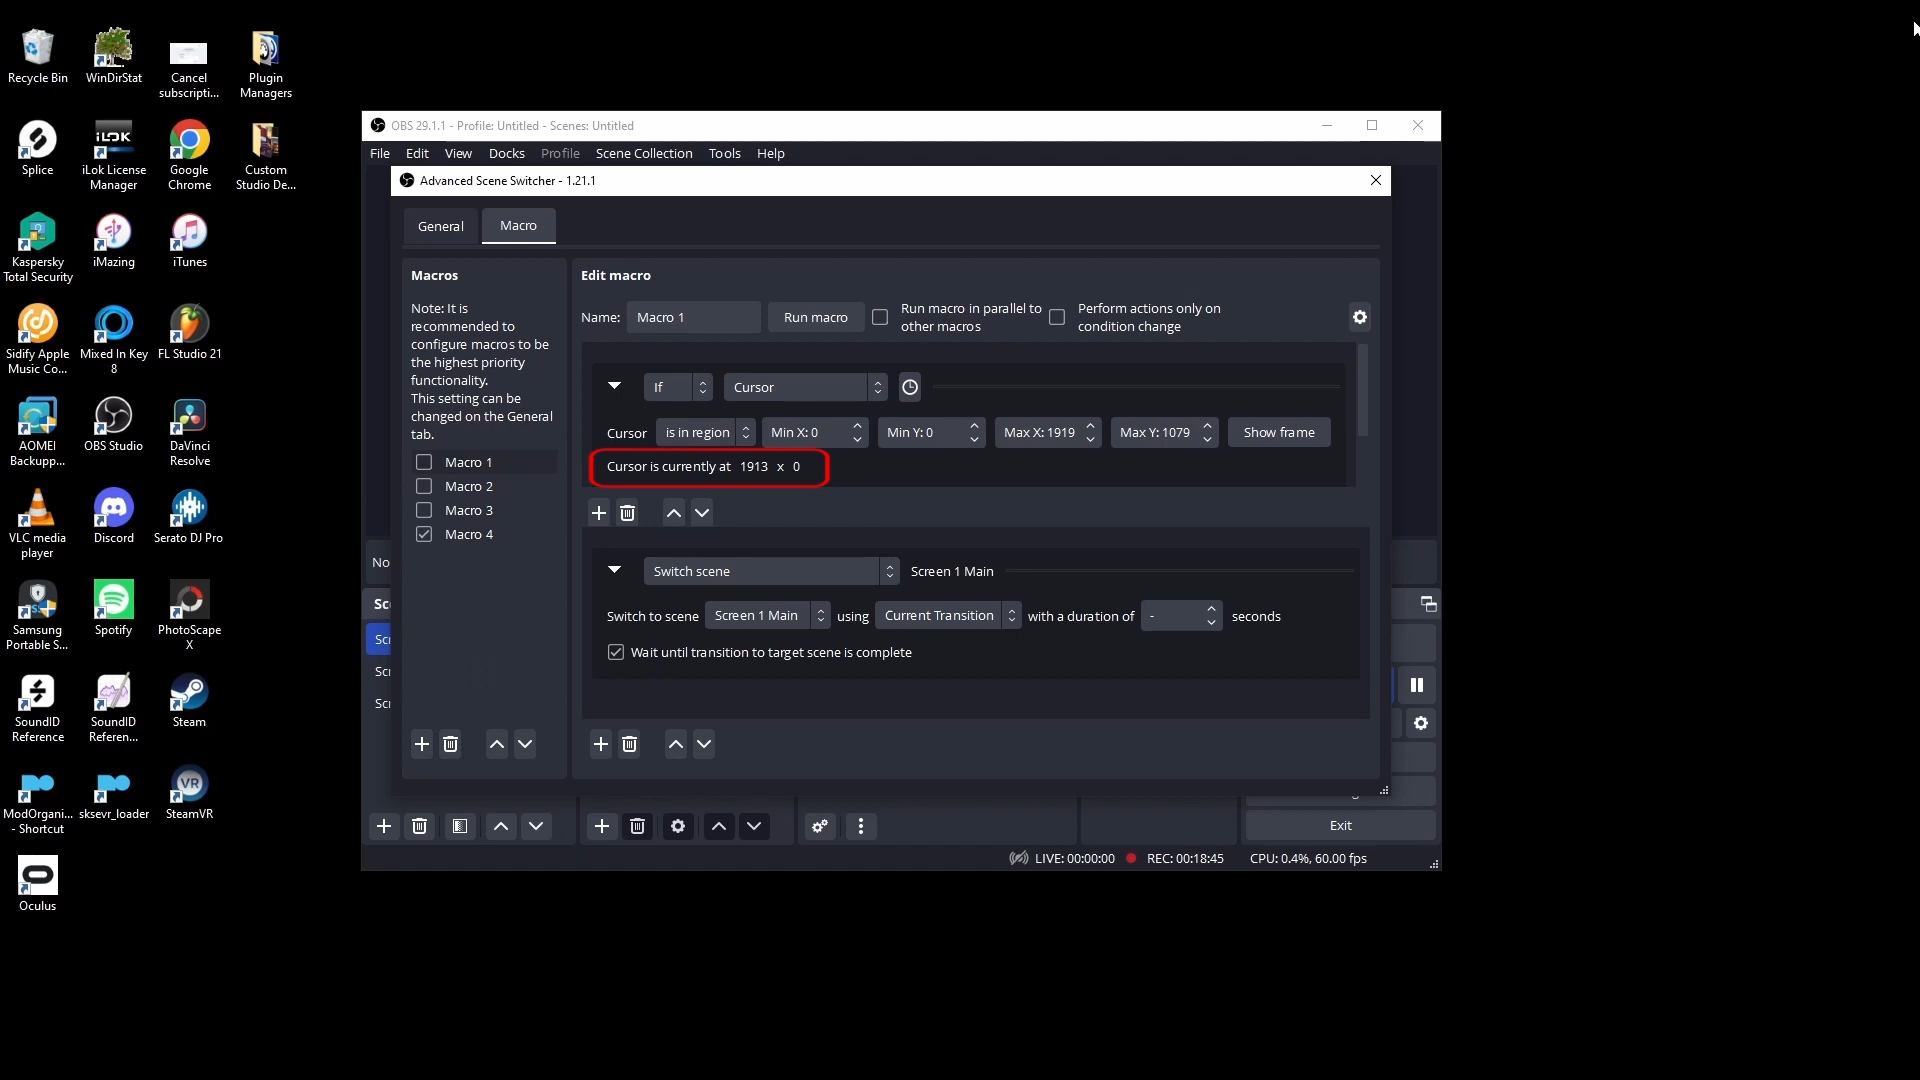 Recycle Bin
WinDirStat
Cancel
subscripti...
Plugin
Managers
Splice
iLOK
iLok License
Manager
Google
Chrome
Custom
Studio De...
Kaspersky
Total Security
iMazing
iTunes
Sidify Apple
Music Co...
Mixed In Key
8
FL Studio 21
AOMEI
Backupp...
OBS Studio
DaVinci
Resolve
VLC media
player
Discord
Serato DJ Pro
Samsung
Portable S...
Spotify
PhotoScape
X
SoundID
Reference
SoundID
Referen...
Steam
ModOrgani...
- Shortcut
sksevr_loader
VR
SteamVR
Oculus
OBS 29.1.1 - Profile: Untitled - Scenes: Untitled
File Edit View Docks Profile Scene Collection Tools Help
Advanced Scene Switcher - 1.21.1
General Macro
Macros
Note: It is
recommended to
configure macros to be
the highest priority
functionality.
This setting can be
changed on the General
tab.
Macro 1
Macro 2
Macro 3
Macro 4
Edit macro
Name: Macro 1 Run macro
Run macro in parallel to
other macros
Perform actions only on
condition change
If Cursor
Cursor is in region Min X: 0 Min Y: 0 Max X: 1919 Max Y: 1079 Show frame
Cursor is currently at 1913 x 0
Switch scene Screen 1 Main
Switch to scene Screen 1 Main using Current Transition with a duration of - seconds
Wait until transition to target scene is complete
No
Sc
Scr
Scr
Scr
Exit
LIVE: 00:00:00 REC: 00:18:45 CPU: 0.4%, 60.00 fps